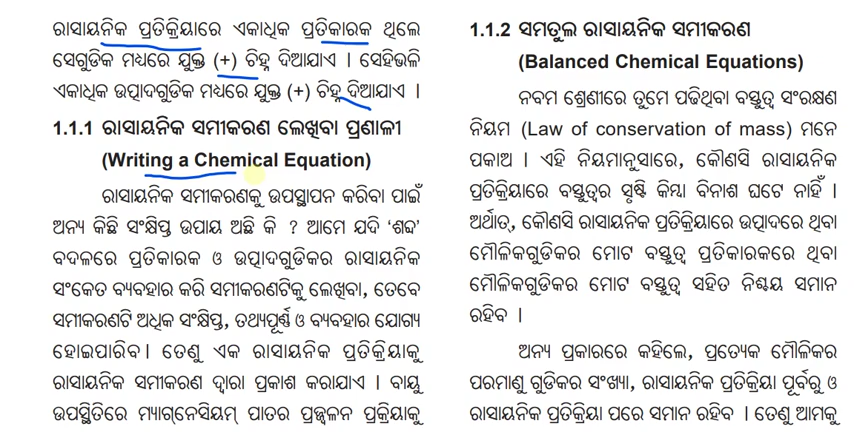 ରାସାୟନିକ ପ୍ରତିକ୍ରିୟାରେ ଏକାଧିକ ପ୍ରତିକାରକ ଥିଲେ
ସେଗୁଡିକ ମଧ୍ୟରେ ଯୁକ୍ତ (+) ଚିହ୍ନ ଦିଆଯାଏ । ସେହିଭଳି
ଏକାଧିକ ଉତ୍ପାଦଗୁଡିକ ମଧ୍ୟରେ ଯୁକ୍ତ (+) ଚିହ୍ନ ଦିଆଯାଏ ।
1.1.1 ରାସାୟନିକ ସମୀକରଣ ଲେଖିବା ପ୍ରଣାଳୀ
(Writing a Chemical Equation)
ରାସାୟନିକ ସମୀକରଣକୁ ଉପସ୍ଥାପନ କରିବା ପାଇଁ
ଅନ୍ୟ କିଛି ସଂକ୍ଷିପ୍ତ ଉପାୟ ଅଛି କି ? ଆମେ ଯଦି ‘ଶବ୍ଦ’
ବଦଳରେ ପ୍ରତିକାରକ ଓ ଉତ୍ପାଦଗୁଡିକର ରାସାୟନିକ
ସଂକେତ ବ୍ୟବହାର କରି ସମୀକରଣଟିକୁ ଲେଖିବା, ତେବେ
ସମୀକରଣଟି ଅଧିକ ସଂକ୍ଷିପ୍ତ, ତଥ୍ୟପୂର୍ଣ୍ଣ ଓ ବ୍ୟବହାର ଯୋଗ୍ୟ
ହୋଇପାରିବ। ତେଣୁ ଏକ ରାସାୟନିକ ପ୍ରତିକ୍ରିୟାକୁ
ରାସାୟନିକ ସମୀକରଣ ଦ୍ୱାରା ପ୍ରକାଶ କରାଯାଏ । ବାୟୁ
ଉପସ୍ଥିତିରେ ମ୍ୟାଗ୍‌ନେସିୟମ୍ ପାତର ପ୍ରଜ୍ଜ୍ୱଳନ ପ୍ରକ୍ରିୟାକୁ
1.1.2 ସମତୁଲ ରାସାୟନିକ ସମୀକରଣ
(Balanced Chemical Equations)
ନବମ ଶ୍ରେଣୀରେ ତୁମେ ପଢିଥିବା ବସ୍ତୁତ୍ୱ ସଂରକ୍ଷଣ
ନିୟମ (Law of conservation of mass) ମନେ
ପକାଅ । ଏହି ନିୟମାନୁସାରେ, କୌଣସି ରାସାୟନିକ
ପ୍ରତିକ୍ରିୟାରେ ବସ୍ତୁତ୍ୱର ସୃଷ୍ଟି କିମ୍ବା ବିନାଶ ଘଟେ ନାହିଁ ।
ଅର୍ଥାତ୍, କୌଣସି ରାସାୟନିକ ପ୍ରତିକ୍ରିୟାରେ ଉତ୍ପାଦରେ ଥିବା
ମୌଳିକଗୁଡିକର ମୋଟ ବସ୍ତୁତ୍ୱ ପ୍ରତିକାରକରେ ଥିବା
ମୌଳିକଗୁଡିକର ମୋଟ ବସ୍ତୁତ୍ୱ ସହିତ ନିଶ୍ଚୟ ସମାନ
ରହିବ ।
ଅନ୍ୟ ପ୍ରକାରରେ କହିଲେ, ପ୍ରତ୍ୟେକ ମୌଳିକର
ପରମାଣୁ ଗୁଡିକର ସଂଖ୍ୟା, ରାସାୟନିକ ପ୍ରତିକ୍ରିୟା ପୂର୍ବରୁ ଓ
ରାସାୟନିକ ପ୍ରତିକ୍ରିୟା ପରେ ସମାନ ରହିବ । ତେଣୁ ଆମକୁ